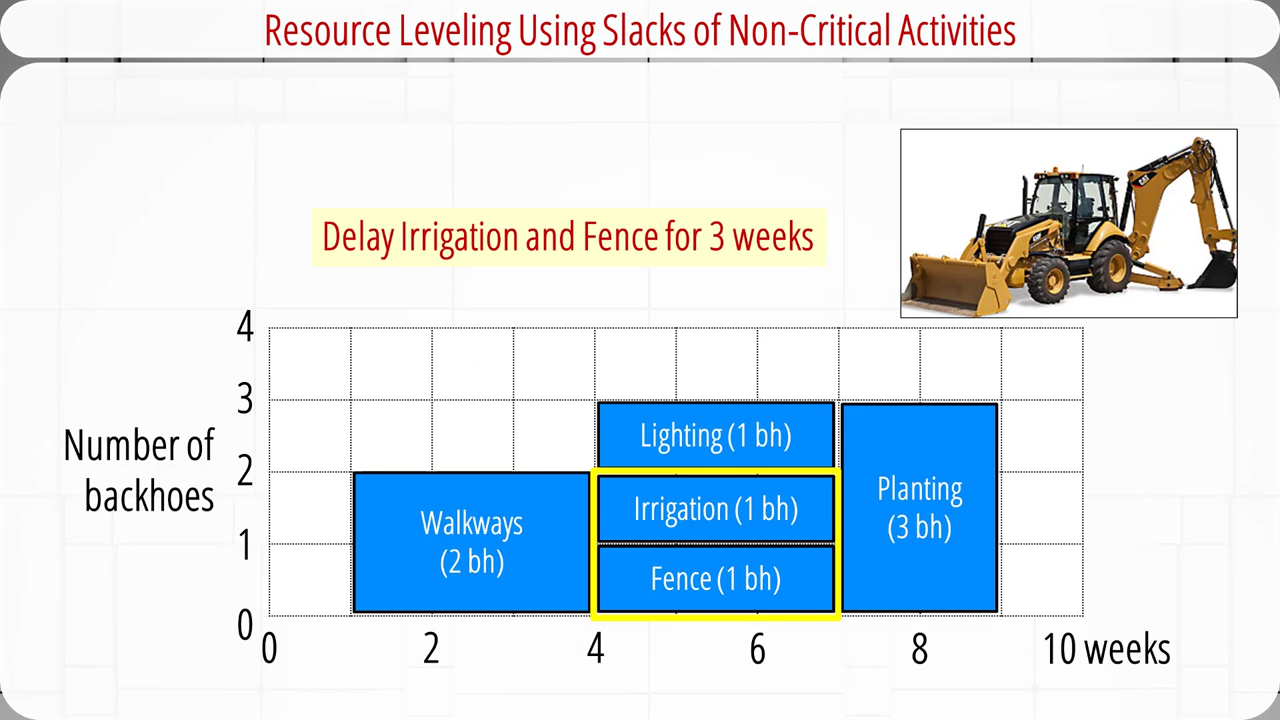 Resource Leveling Using Slacks of Non-Critical Activities
CAT
Delay Irrigation and Fence for 3 weeks
4
3
2
1
0
Number of
backhoes
Lighting (1 bh)
Irrigation (1 bh)
Fence (1 bh)
Walkways
(2 bh)
Planting
(3 bh)
0 2 4 6 8 10 weeks